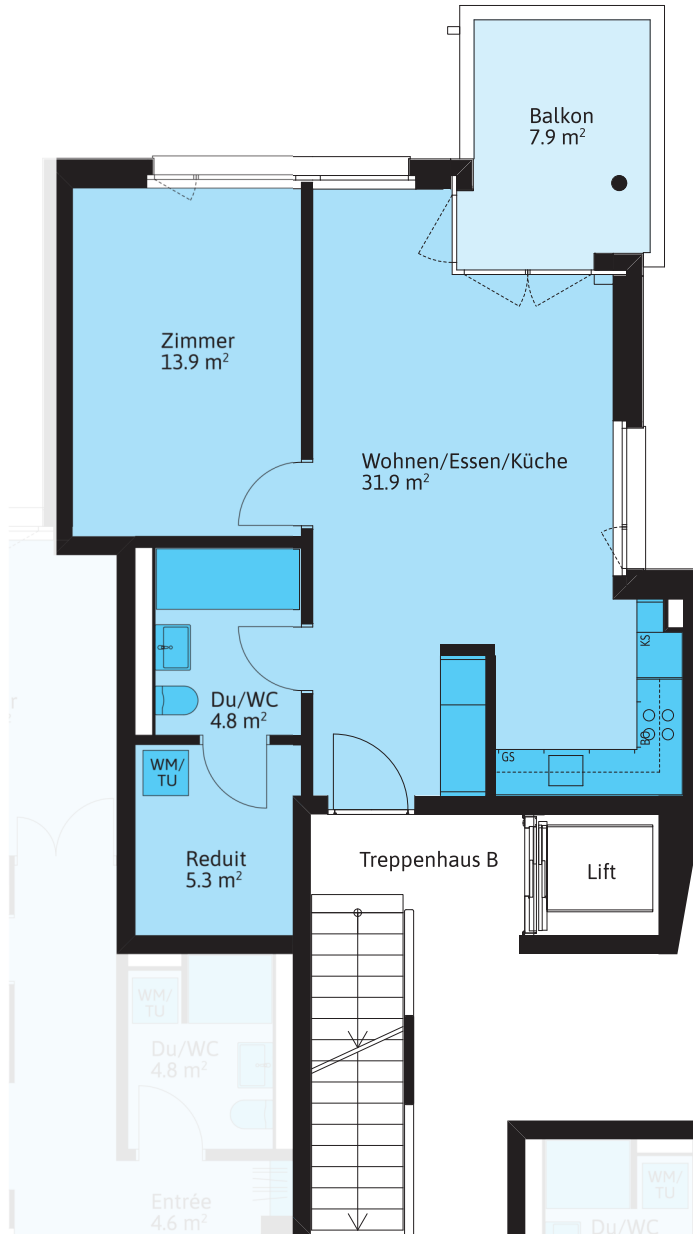 Balkon
7.9 m²
Zimmer
13.9 m²
Wohnen/Essen/Küche
31.9 m²
KS
Du/WC
4.8 m²
GS
WM/
TU
Reduit
5.3 m²
Treppenhaus B
Lift
WM/
TU
Du/WC
4.8 m²
Entrée
4.6 m²
WM/
TU
Du/WC